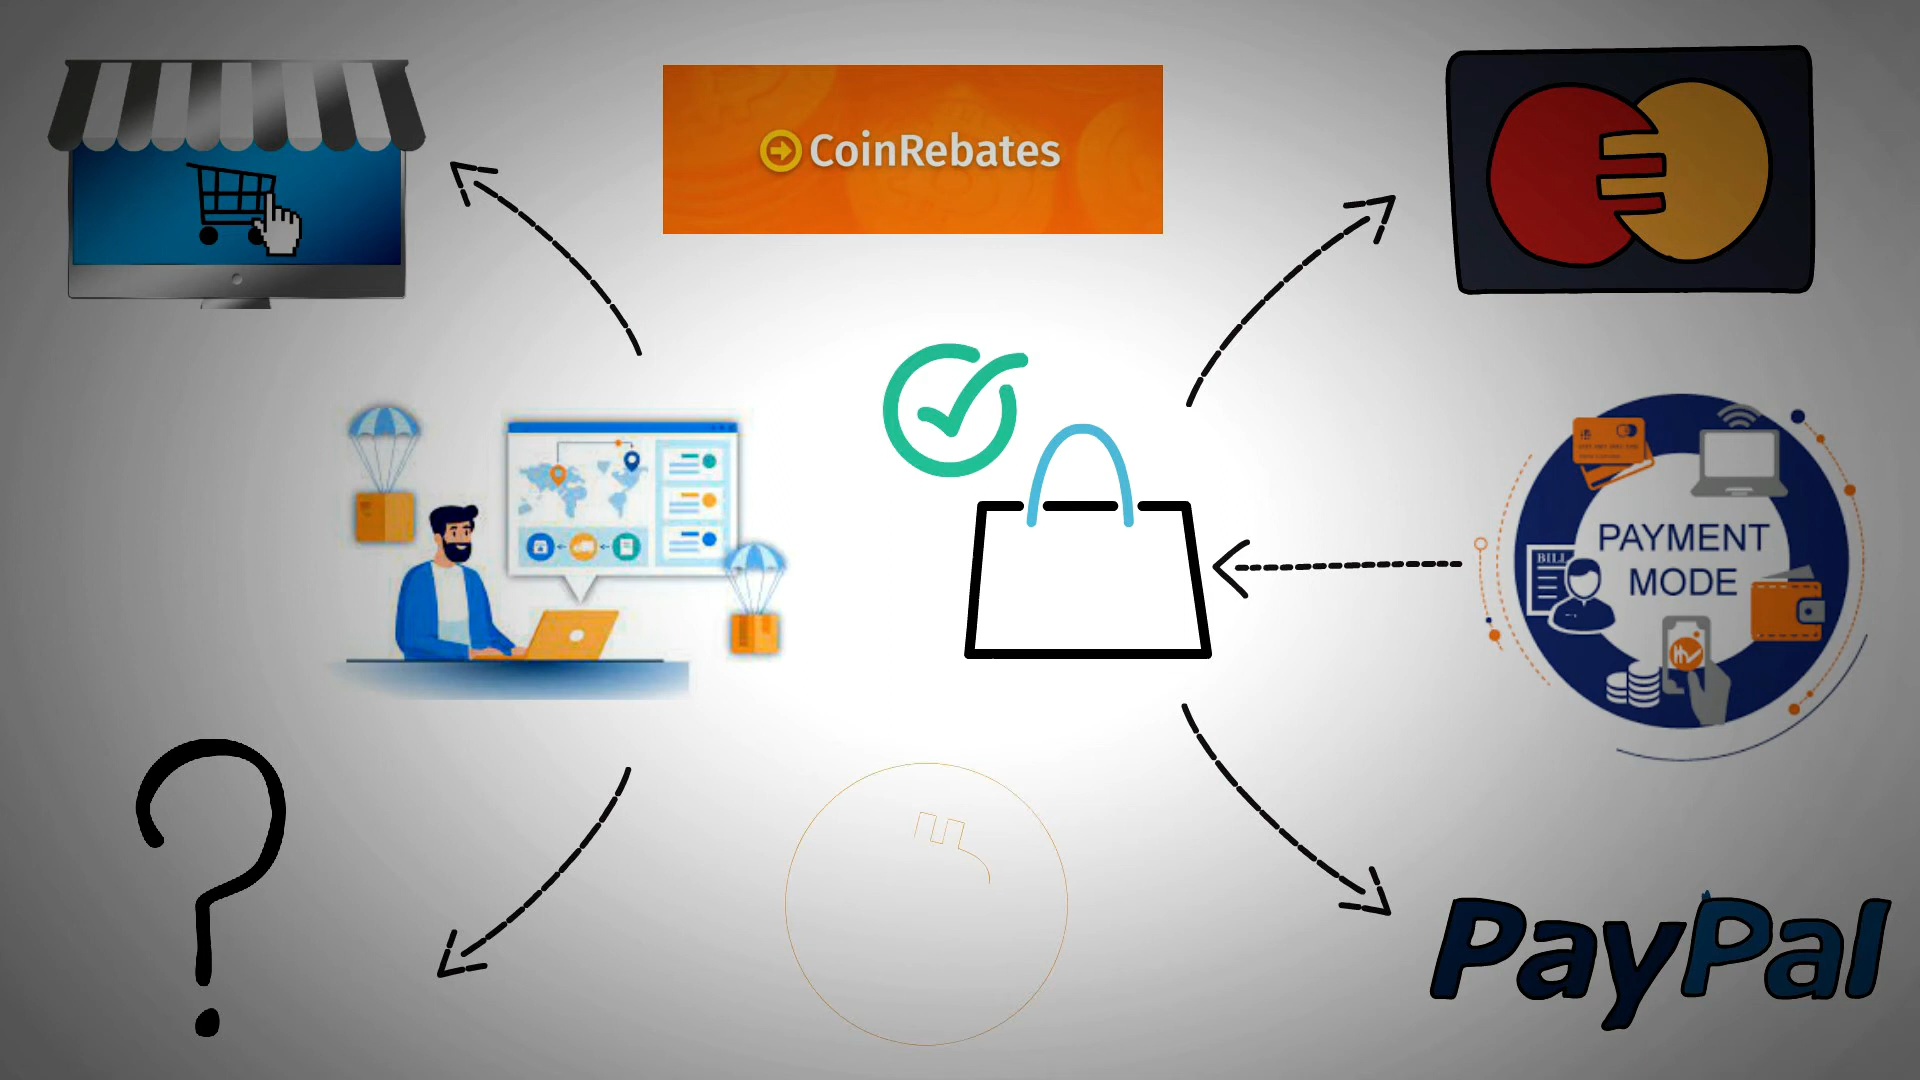 CoinRebates
BILL
PAYMENT
MODE
PayPal